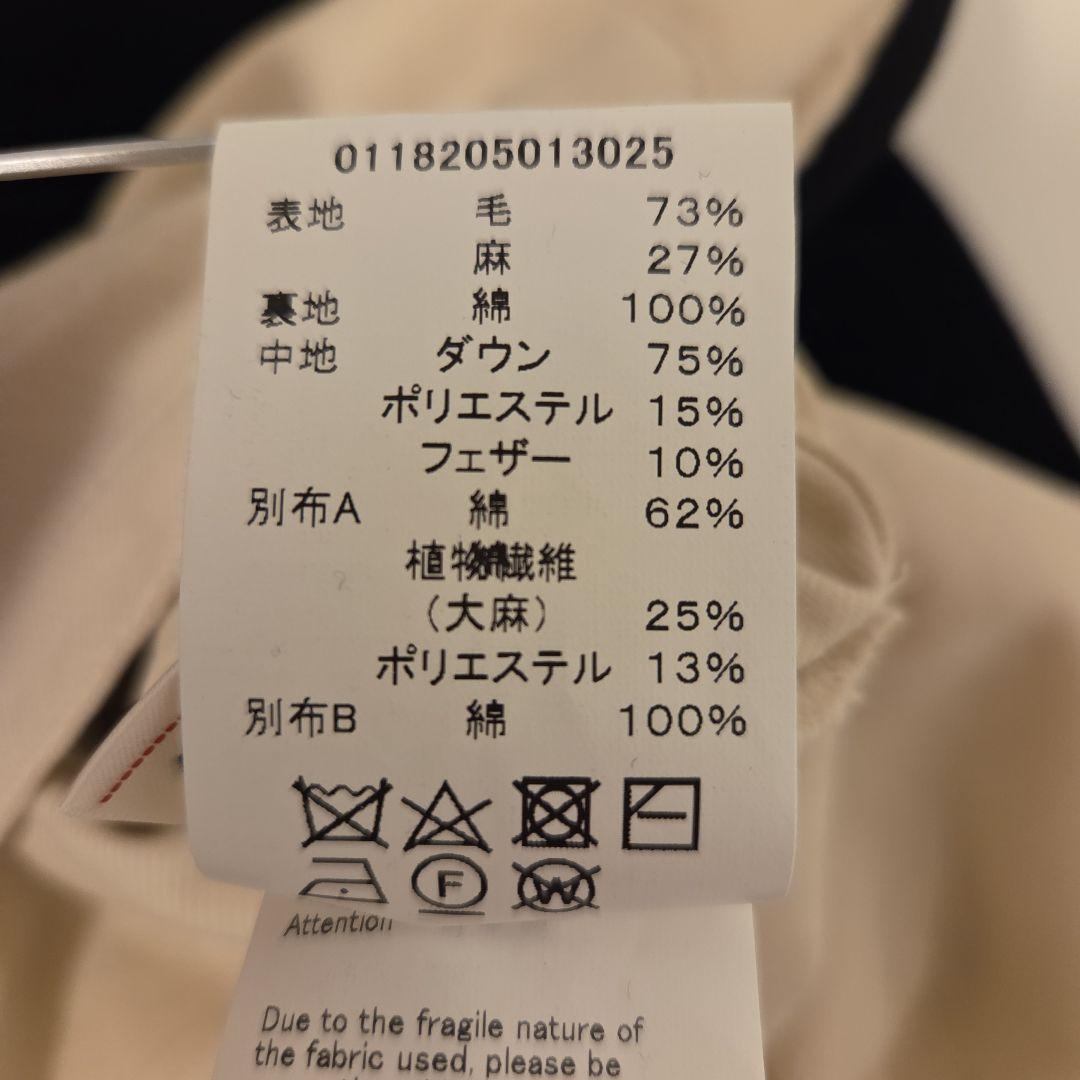 0118205013025
表地 毛 73%
麻 27%
裏地 綿 100%
中地 ダウン 75%
ポリエステル 15%
フェザー 10%
別布A 綿 62%
植物繊維
（大麻） 25%
ポリエステル 13%
別布B 綿 100%
F
W
Attention
Due to the fragile nature of
the fabric used, please be